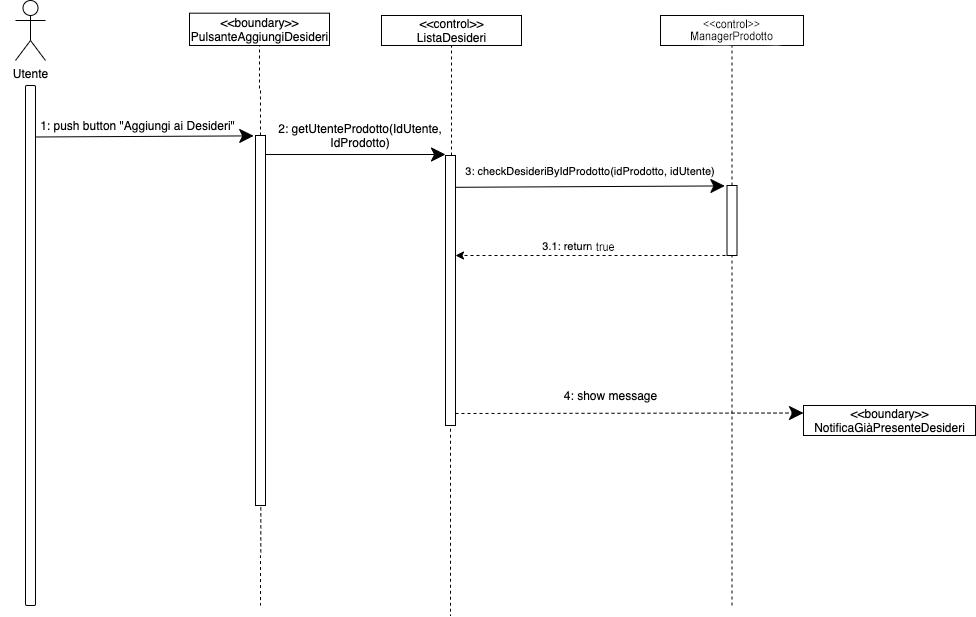 <<boundary>>
PulsanteAggiungiDesideri
<<control>>
ListaDesideri
<<control>>
ManagerProdotto
Utente
1: push button "Aggiungi ai Desideri"
2: getUtenteProdotto(IdUtente,
IdProdotto)
3: checkDesideriByIdProdotto(idProdotto, idUtente)
3.1: return true
4: show message
<<boundary>>
NotificaGiàPresenteDesideri